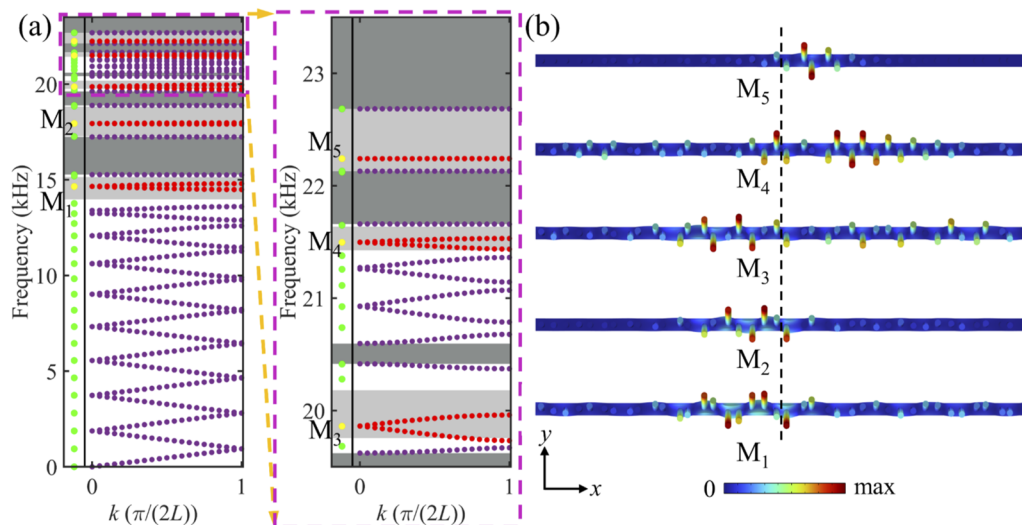 (a)
Frequency (kHz)
20
15
10
5
0
M2
M1
0
1
k (π/(2L))
Frequency (kHz)
23
22
21
20
M5
M4
M3
0
1
k (π/(2L))
(b)
M5
M4
M3
M2
M1
y
x
0
max